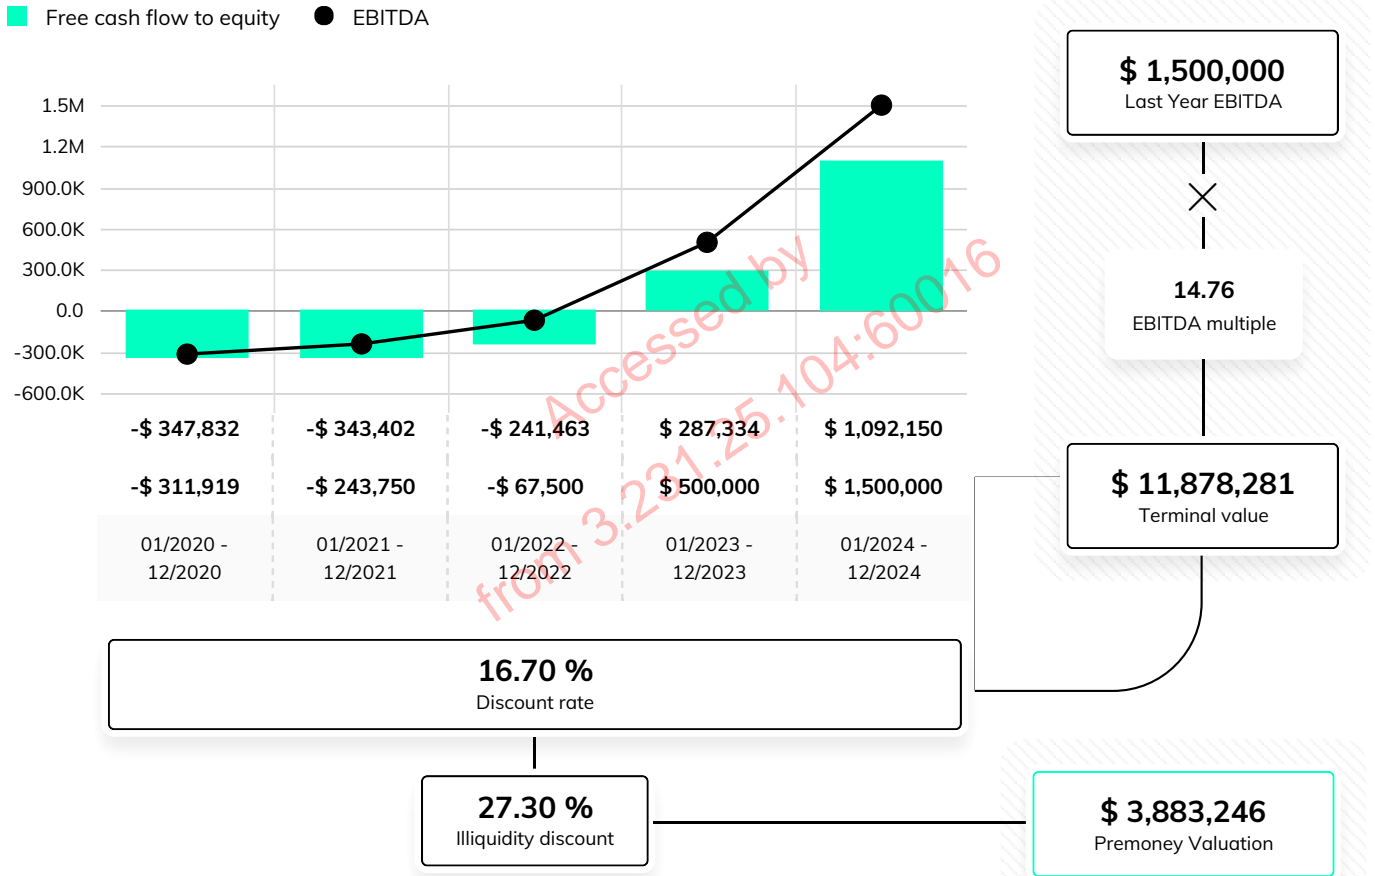 Free cash flow to equity
EBITDA
1.5M
1.2M
900.0K
600.0K
300.0K
0.0
-300.0K
-600.0K
-$ 347,832
-$ 343,402
-$ 241,463
$ 287,334
$ 1,092,150
-$ 311,919
-$ 243,750
-$ 67,500
$ 500,000
$ 1,500,000
01/2020 -
12/2020
01/2021 -
12/2021
01/2022 -
12/2022
01/2023 -
12/2023
01/2024 -
12/2024
$ 1,500,000
Last Year EBITDA
14.76
EBITDA multiple
$ 11,878,281
Terminal value
16.70 %
Discount rate
27.30 %
Illiquidity discount
$ 3,883,246
Premoney Valuation
Accessed by
from 3.231.25.104:60016